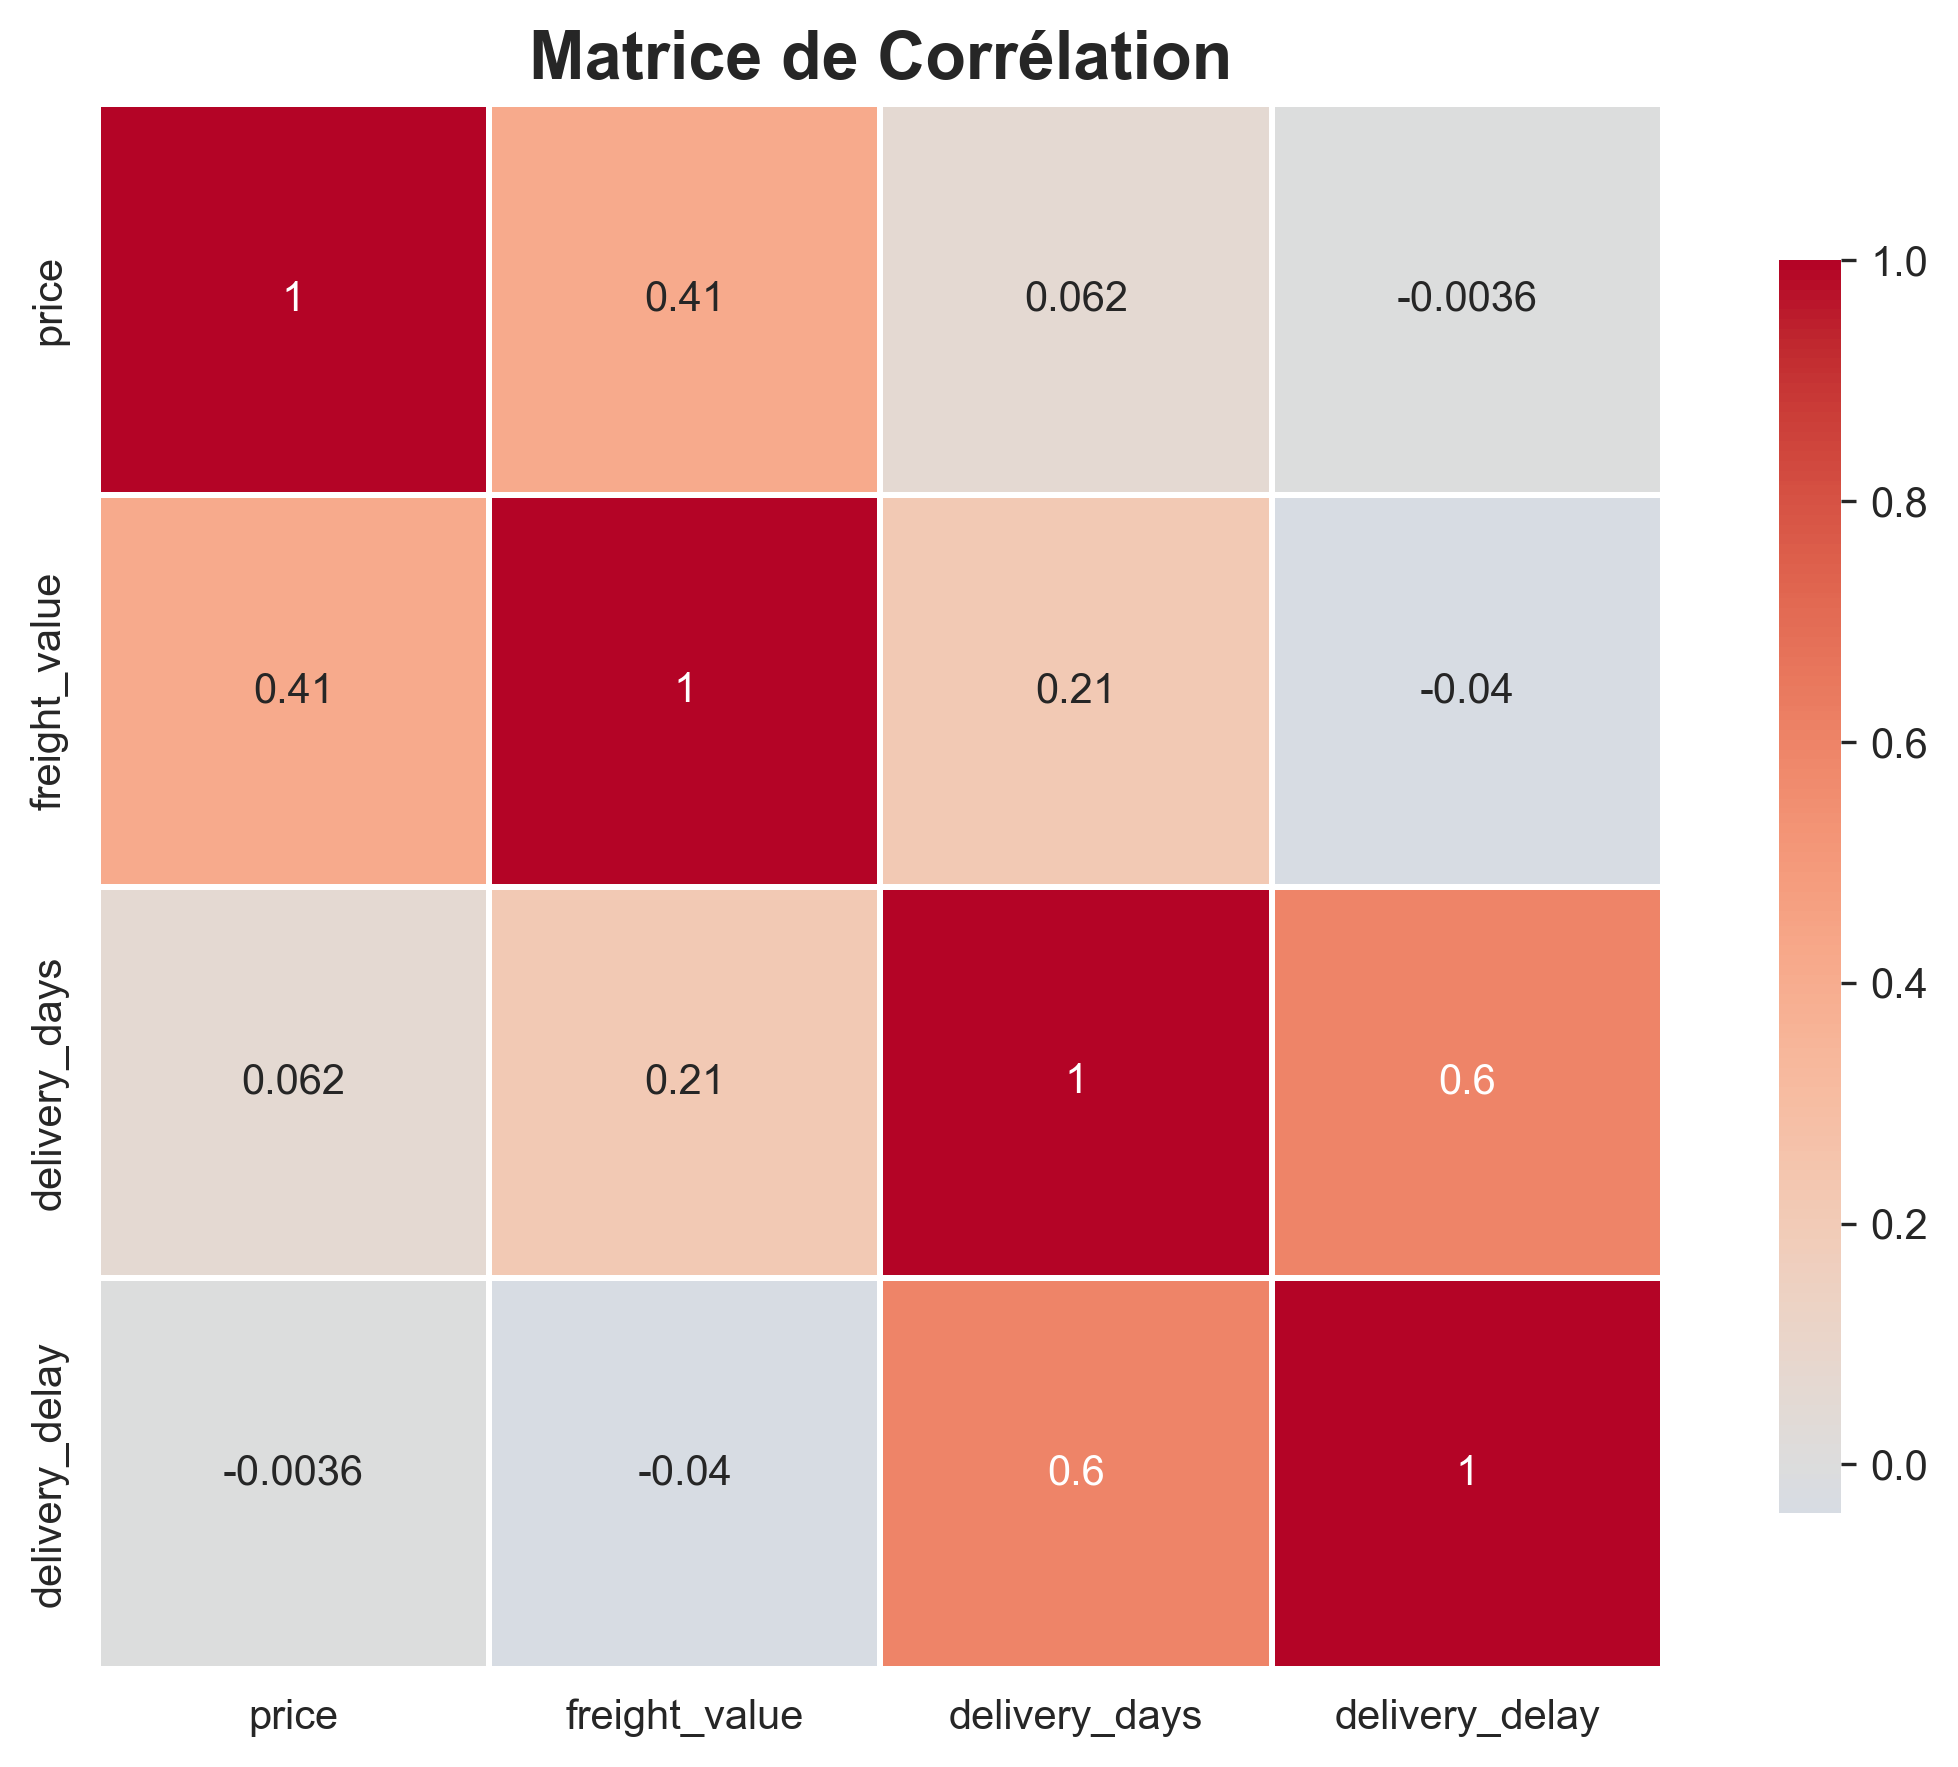 Matrice de Corrélation
price
1
0.41
0.062
-0.0036
freight_value
0.41
1
0.21
-0.04
delivery_days
0.062
0.21
1
0.6
delivery_delay
-0.0036
-0.04
0.6
1
price
freight_value
delivery_days
delivery_delay
1.0
0.8
0.6
0.4
0.2
0.0